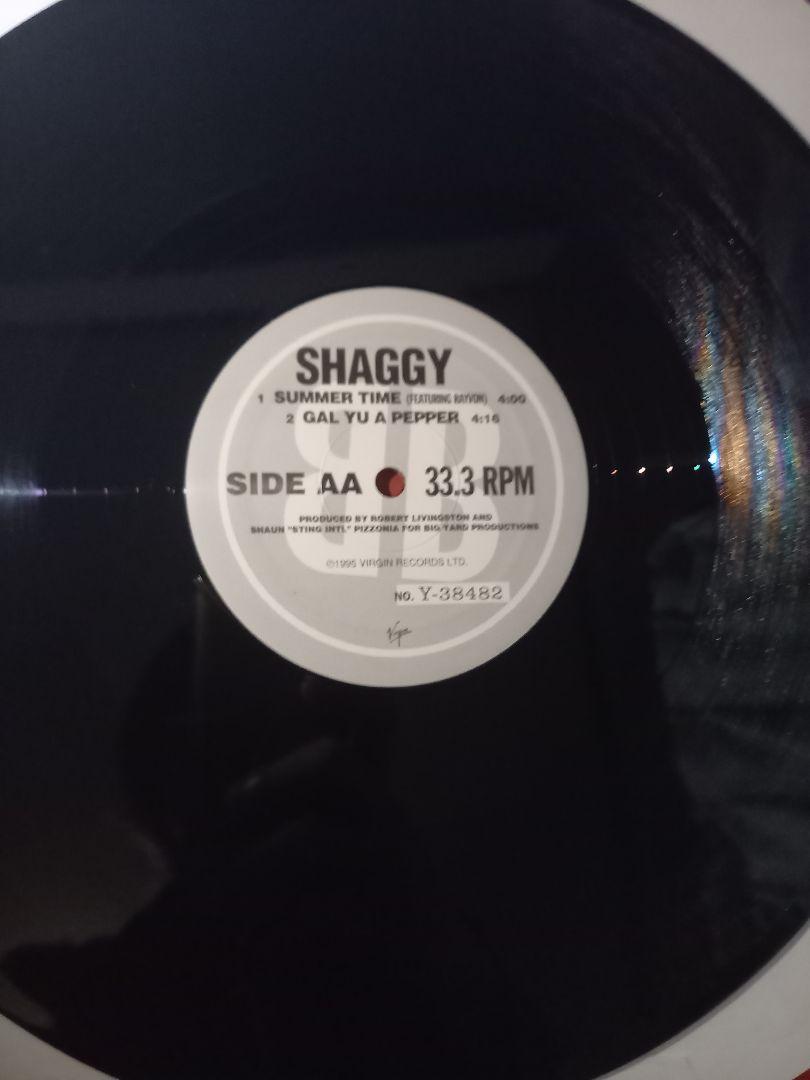 SHAGGY
1 SUMMER TIME (FEATURING RAYVON) 4:00
2 GAL YU A PEPPER 4:16
SIDE AA 33.3 RPM
PRODUCED BY ROBERT LIVINGSTON AND
SHAUN "STING INTL" PIZZONIA FOR BIG YARD PRODUCTIONS
℗1995 VIRGIN RECORDS LTD.
NO. Y-38482
Virgin